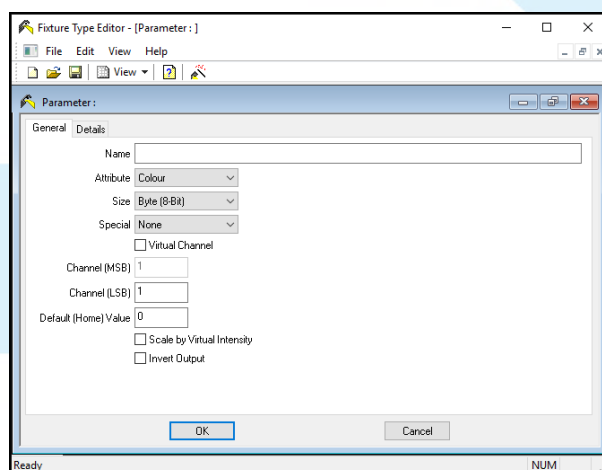 Fixture Type Editor - [Parameter : ]
File Edit View Help
View
Parameter :
General Details
Name
Attribute Colour
Size Byte (8-Bit)
Special None
Virtual Channel
Channel (MSB) 1
Channel (LSB) 1
Default (Home) Value 0
Scale by Virtual Intensity
Invert Output
OK Cancel
Ready NUM